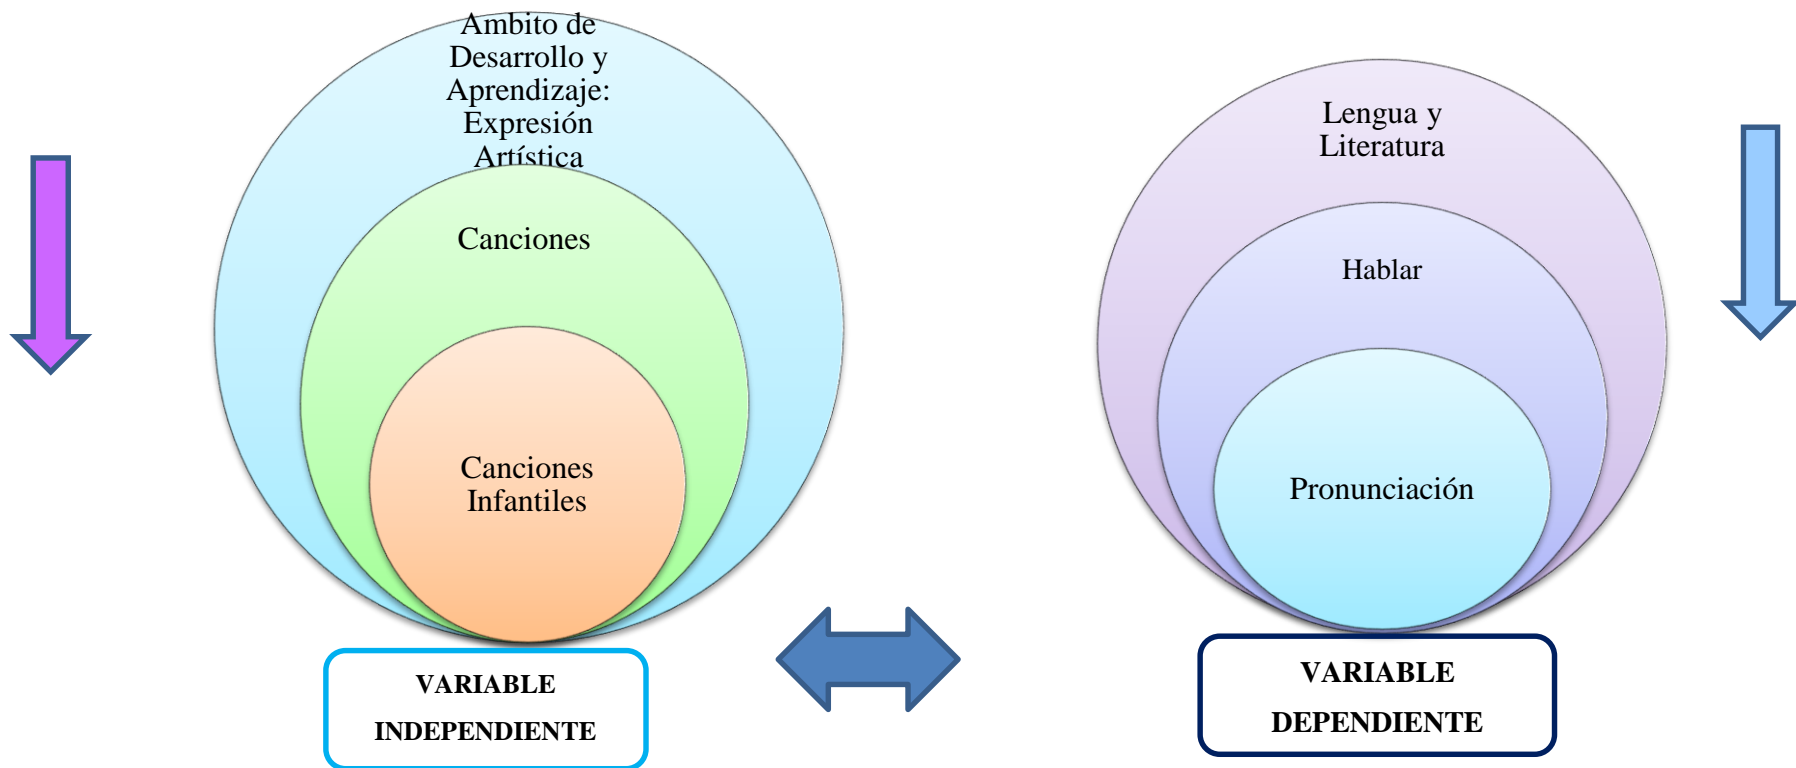 Ambito de
Desarrollo y
Aprendizaje:
Expresión
Artística
Canciones
Canciones
Infantiles
VARIABLE
INDEPENDIENTE
Lengua y
Literatura
Hablar
Pronunciación
VARIABLE
DEPENDIENTE